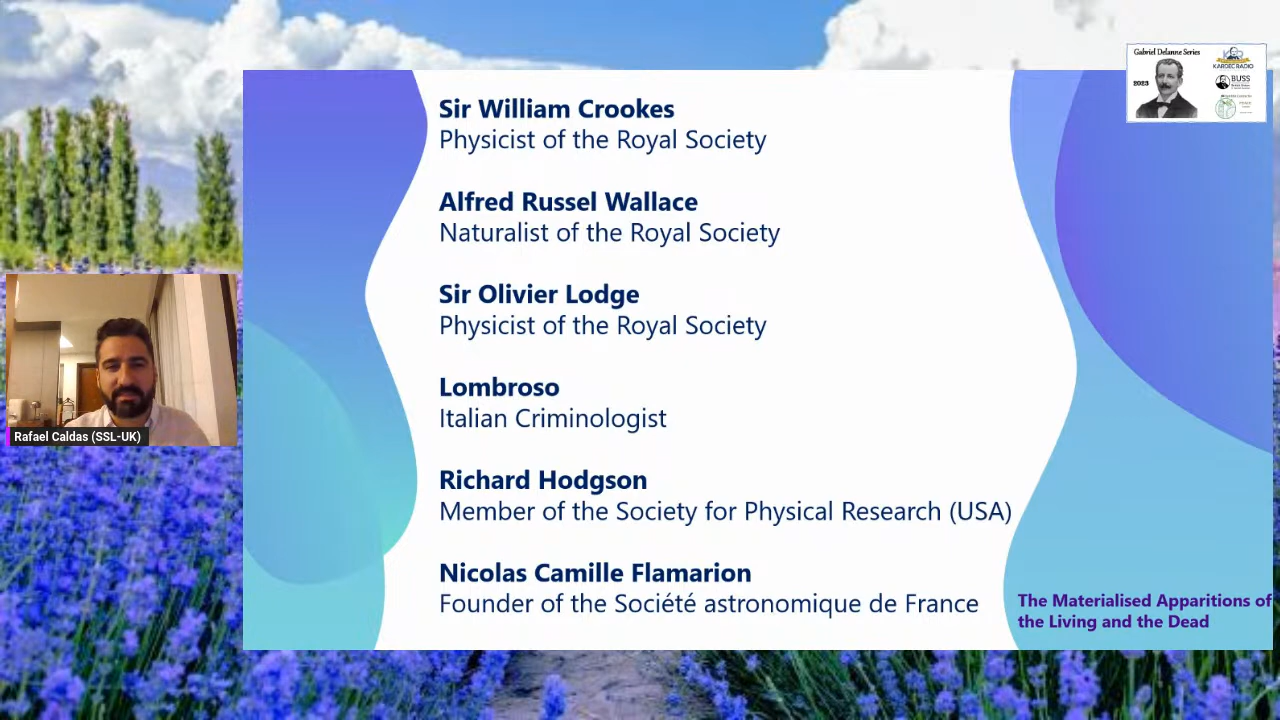 Gabriel Delanne Series
2023
KARDEC RADIO
BUSS
Sir William Crookes
Physicist of the Royal Society
Alfred Russel Wallace
Naturalist of the Royal Society
Sir Olivier Lodge
Physicist of the Royal Society
Lombroso
Italian Criminologist
Richard Hodgson
Member of the Society for Physical Research (USA)
Nicolas Camille Flamarion
Founder of the Société astronomique de France
Rafael Caldas (SSL-UK)
The Materialised Apparitions of
the Living and the Dead